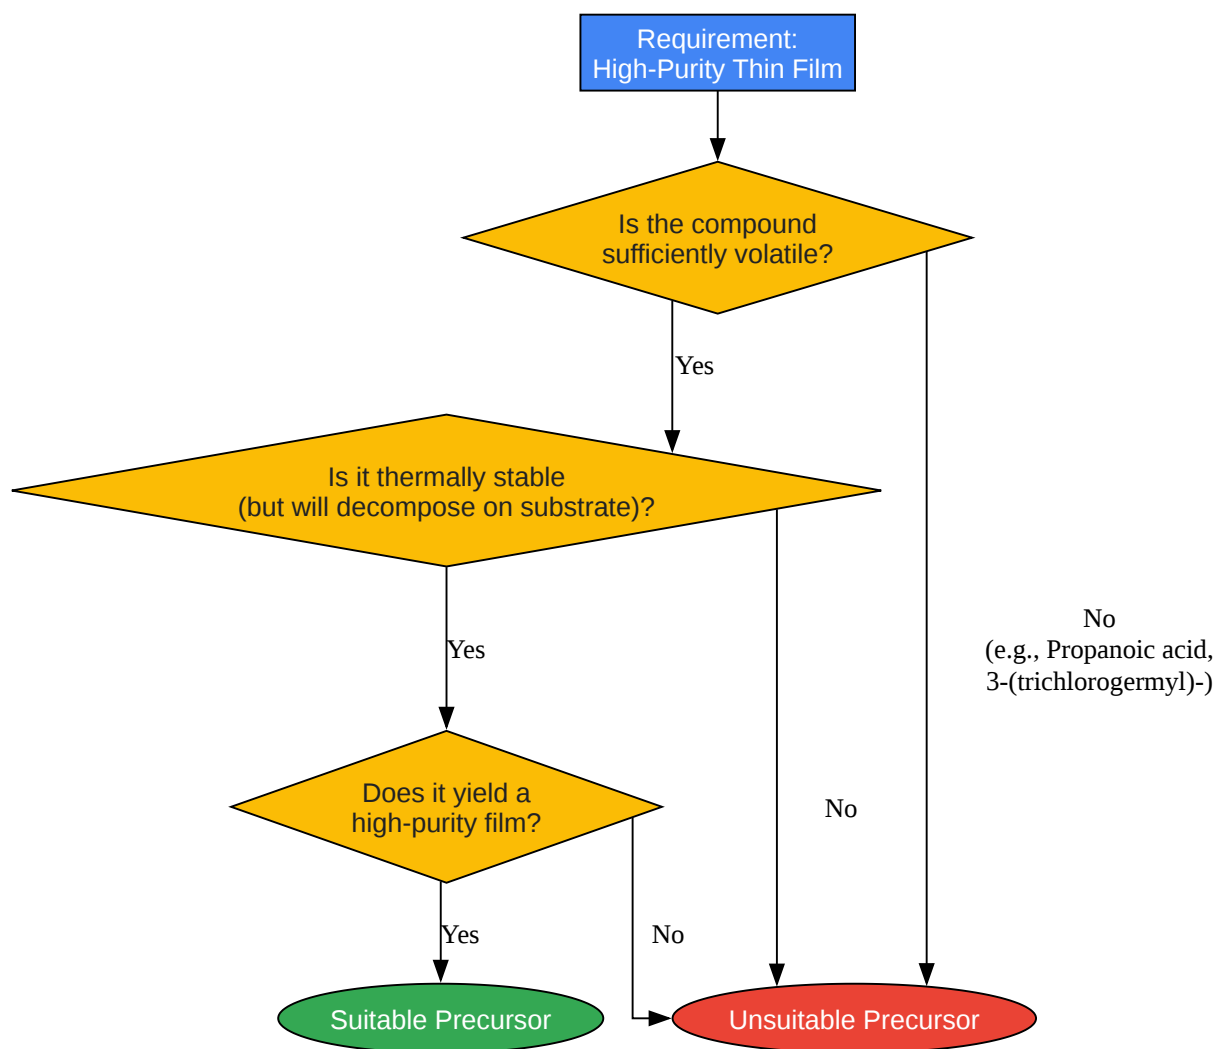 Requirement:
High-Purity Thin Film
Is the compound
sufficiently volatile?
Yes
Is it thermally stable
(but will decompose on substrate)?
No
(e.g., Propanoic acid,
3-(trichlorogermyl)-)
Yes
Does it yield a
high-purity film?
No
Yes
No
Suitable Precursor
Unsuitable Precursor